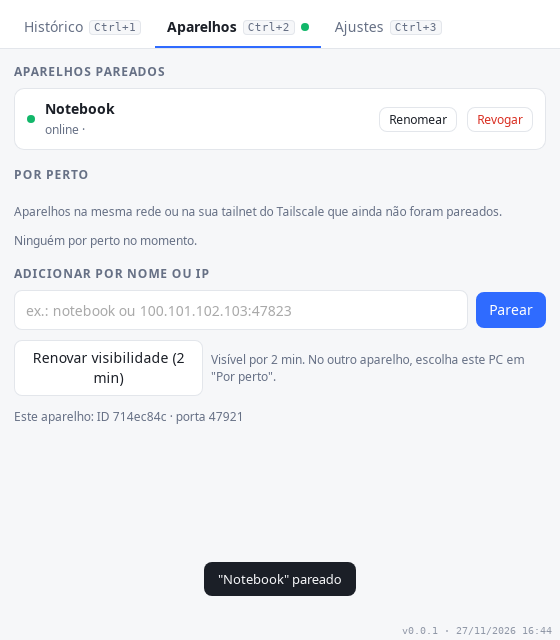 Histórico Ctrl+1 Aparelhos Ctrl+2 Ajustes Ctrl+3
APARELHOS PAREADOS
Notebook
online ·
Renomear Revogar
POR PERTO
Aparelhos na mesma rede ou na sua tailnet do Tailscale que ainda não foram pareados.
Ninguém por perto no momento.
ADICIONAR POR NOME OU IP
ex.: notebook ou 100.101.102.103:47823 Parear
Renovar visibilidade (2
min)
Visível por 2 min. No outro aparelho, escolha este PC em
"Por perto".
Este aparelho: ID 714ec84c · porta 47921
"Notebook" pareado
v0.0.1 · 27/11/2026 16:44